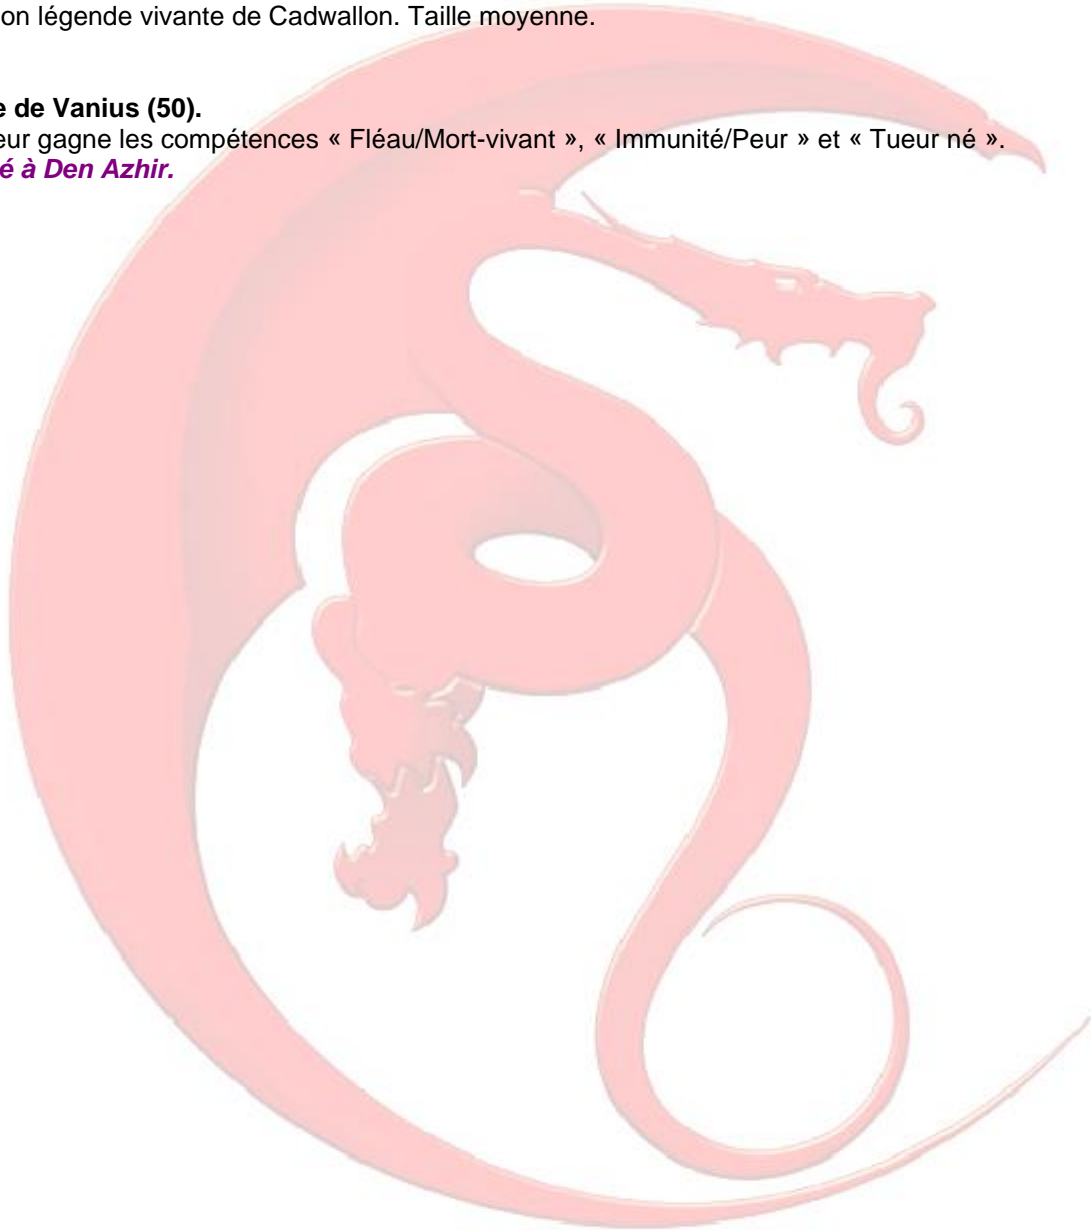 on légende vivante de Cadwallon. Taille moyenne.
e de Vanius (50).
eur gagne les compétences « Fléau/Mort-vivant », « Immunité/Peur » et « Tueur né ».
é à Den Azhir.